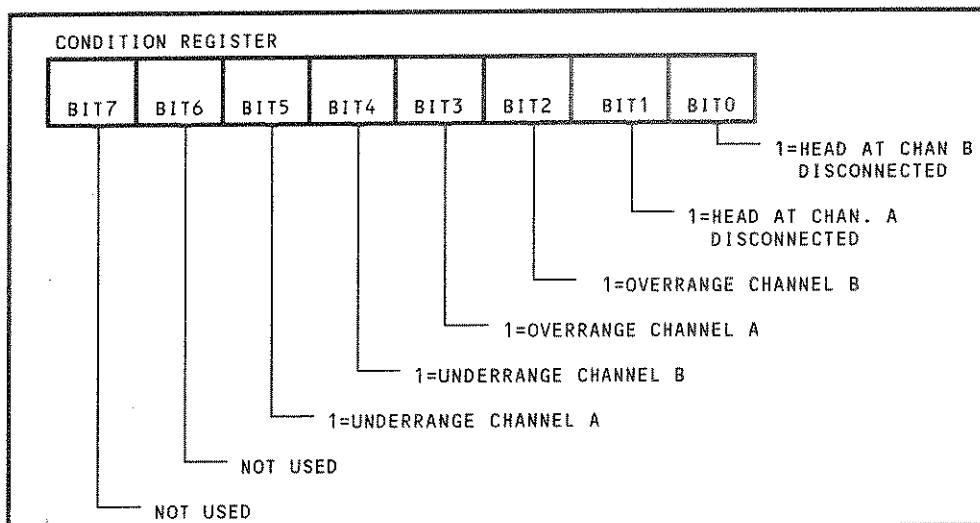 CONDITION REGISTER
BIT7 BIT6 BIT5 BIT4 BIT3 BIT2 BIT1 BIT0
1=HEAD AT CHAN B
DISCONNECTED
1=HEAD AT CHAN. A
DISCONNECTED
1=OVERRANGE CHANNEL B
1=OVERRANGE CHANNEL A
1=UNDERRANGE CHANNEL B
1=UNDERRANGE CHANNEL A
NOT USED
NOT USED